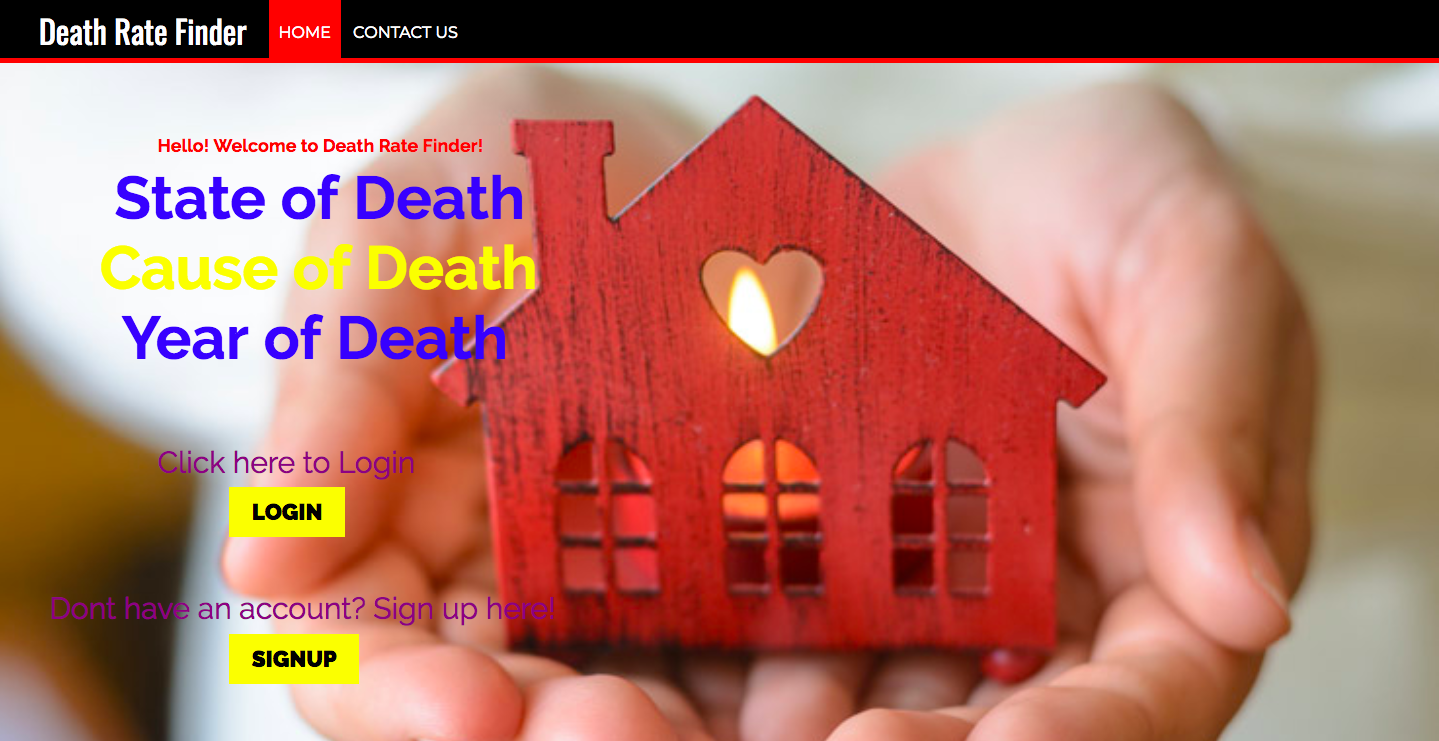 Death Rate Finder HOME CONTACT US
Hello! Welcome to Death Rate Finder!
State of Death
Cause of Death
Year of Death
Click here to Login
LOGIN
Dont have an account? Sign up here!
SIGNUP